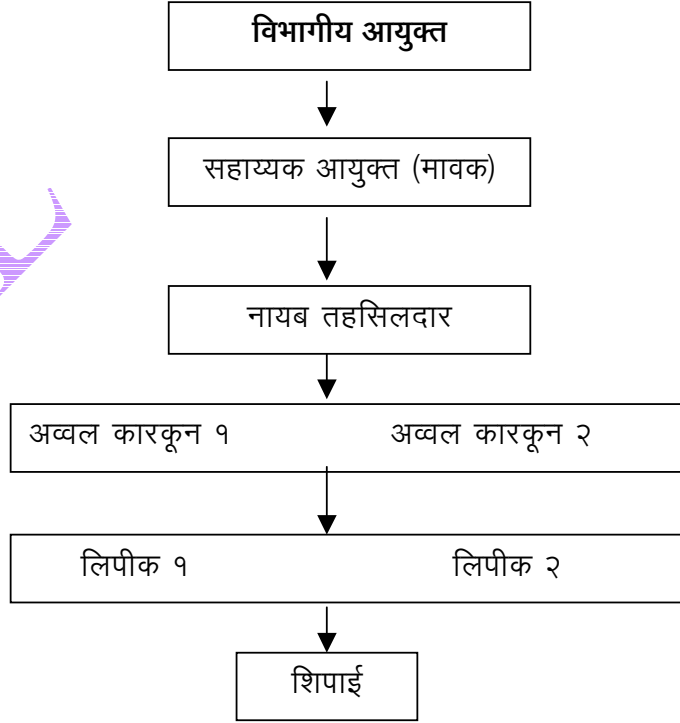 विभागीय आयुक्त
सहाय्यक आयुक्त (मावक)
नायब तहसिलदार
अव्वल कारकून १ अव्वल कारकून २
लिपीक १ लिपीक २
शिपाई